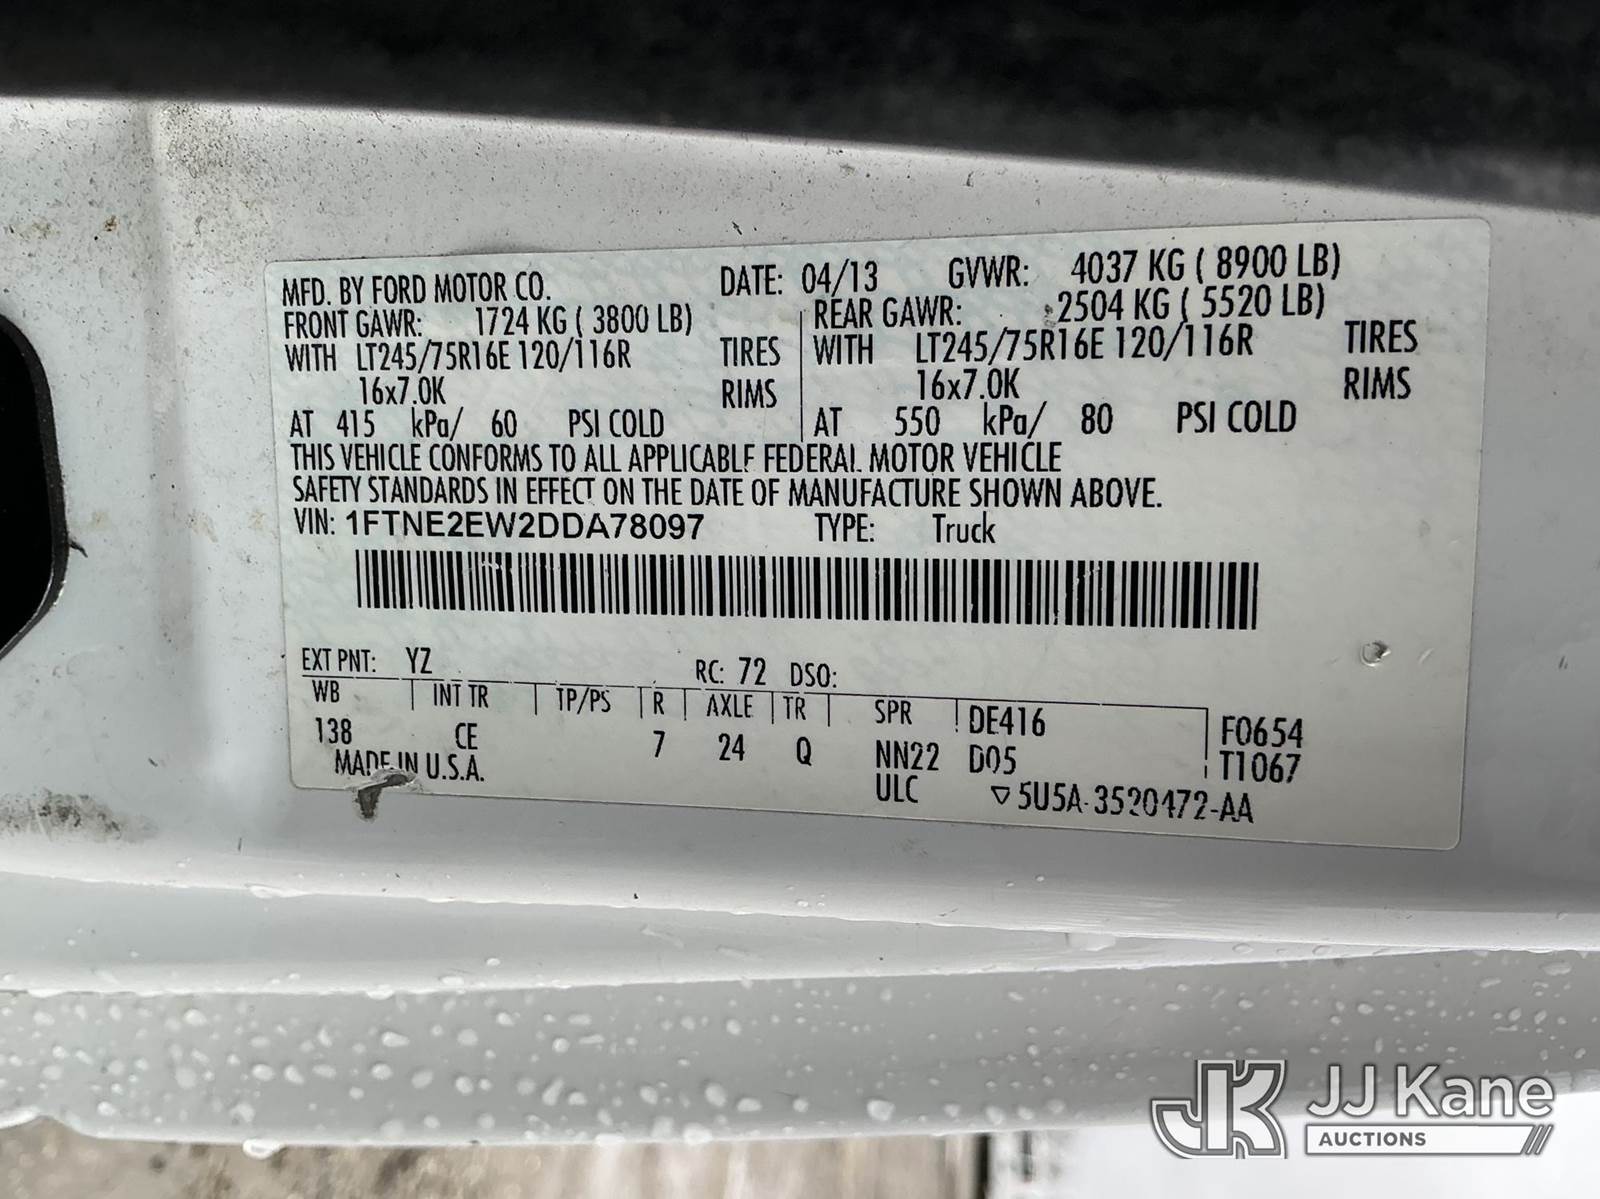 MFD. BY FORD MOTOR CO. DATE: 04/13 GVWR: 4037 KG ( 8900 LB)
FRONT GAWR: 1724 KG ( 3800 LB) REAR GAWR: 2504 KG ( 5520 LB)
WITH LT245/75R16E 120/116R TIRES WITH LT245/75R16E 120/116R TIRES
16x7.0K RIMS 16x7.0K RIMS
AT 415 kPa/ 60 PSI COLD AT 550 kPa/ 80 PSI COLD
THIS VEHICLE CONFORMS TO ALL APPLICABLE FEDERAL MOTOR VEHICLE
SAFETY STANDARDS IN EFFECT ON THE DATE OF MANUFACTURE SHOWN ABOVE.
VIN: 1FTNE2EW2DDA78097 TYPE: Truck
EXT PNT: YZ RC: 72 DSO:
WB INT TR TP/PS R AXLE TR SPR DE416 F0654
138 CE 7 24 Q NN22 D05 T1067
MADE IN U.S.A. ULC 5U5A-3520472-AA
JK JJ Kane
AUCTIONS